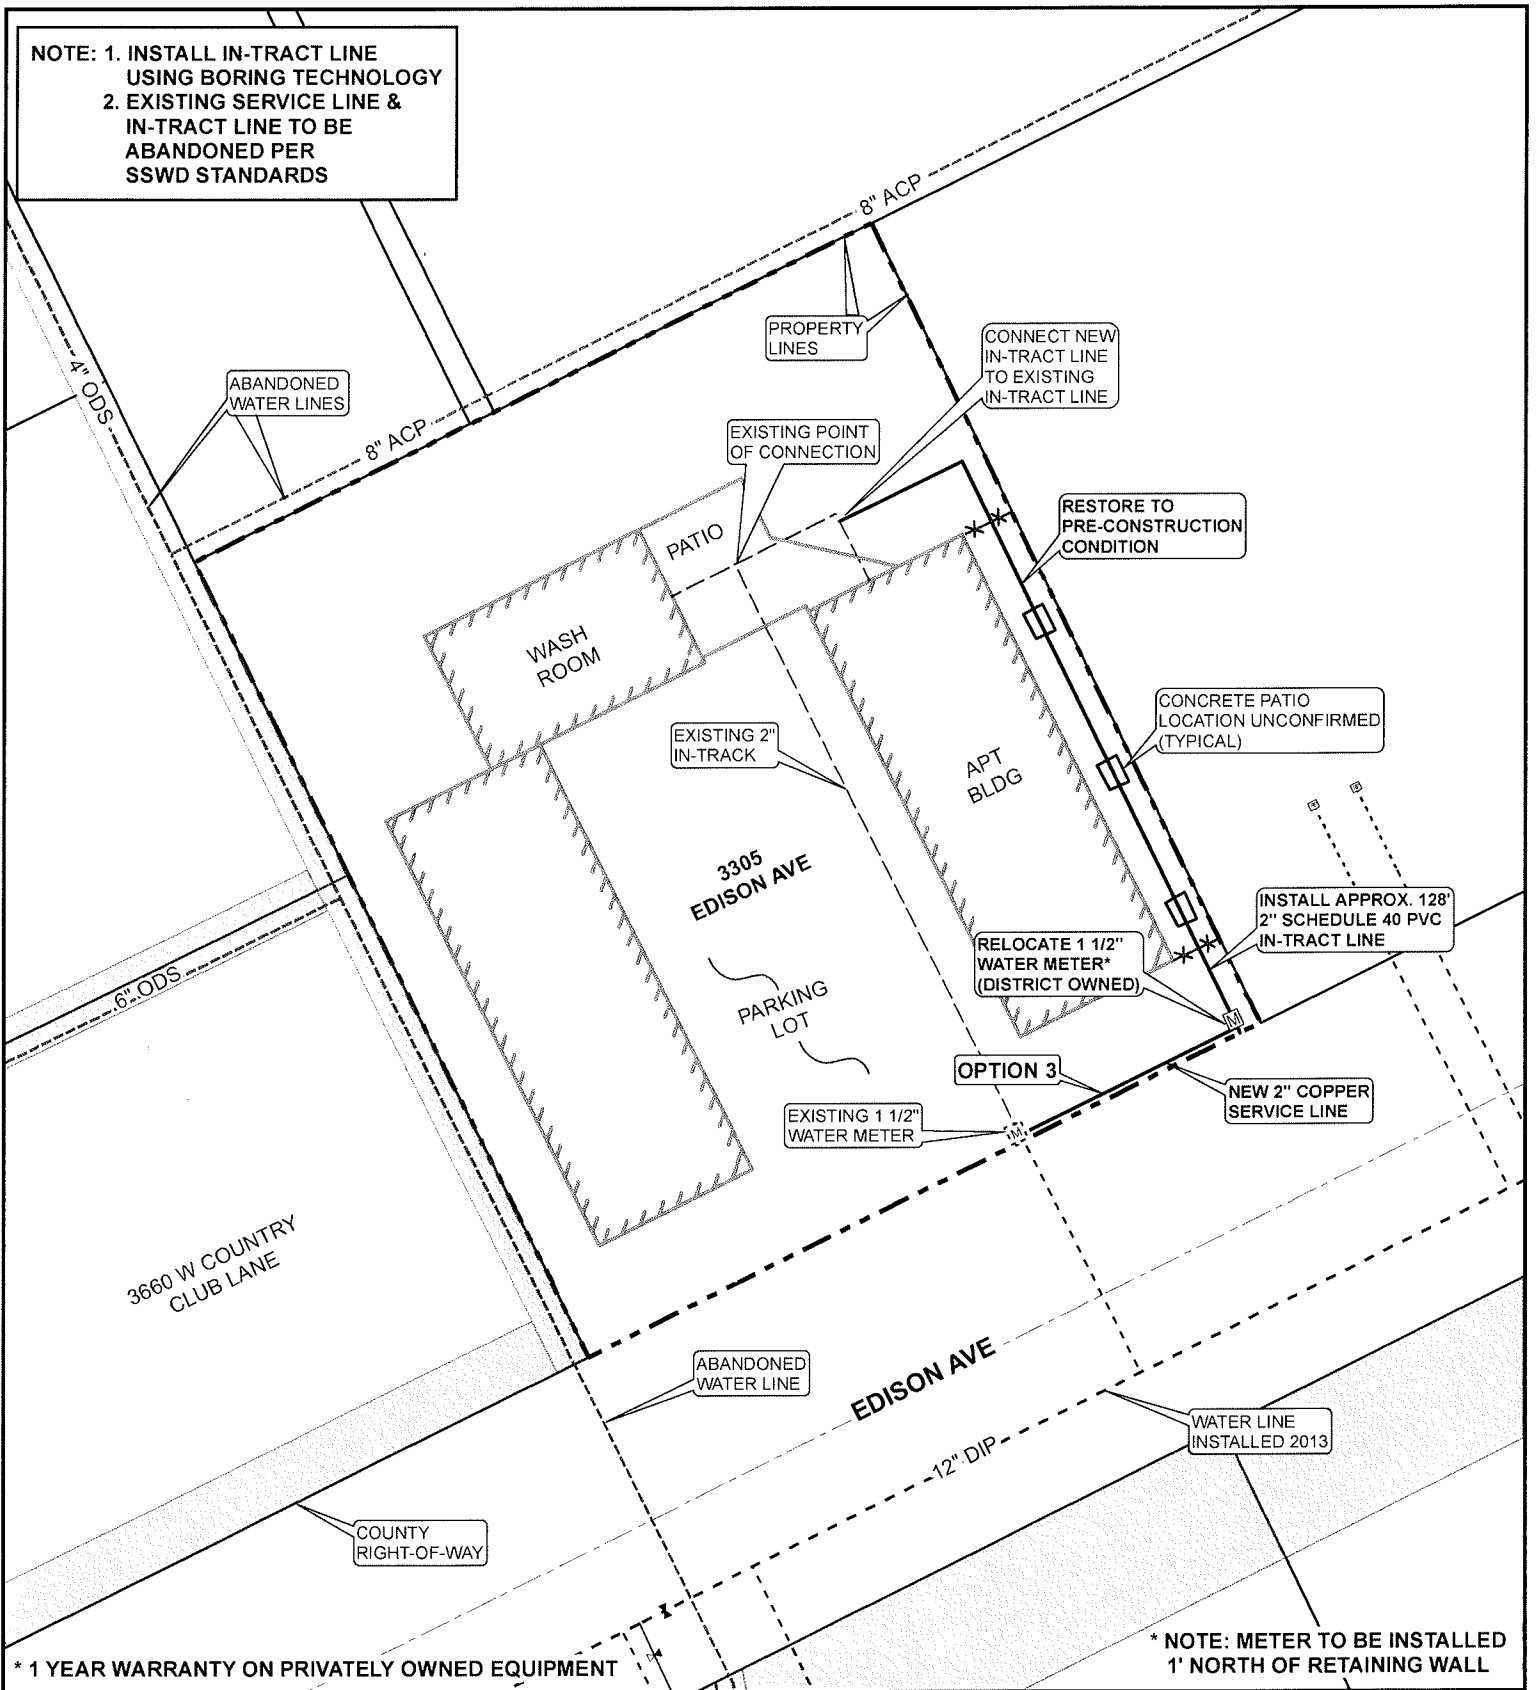 NOTE: 1. INSTALL IN-TRACT LINE
USING BORING TECHNOLOGY
2. EXISTING SERVICE LINE &
IN-TRACT LINE TO BE
ABANDONED PER
SSWD STANDARDS
8" ACP
PROPERTY
LINES
CONNECT NEW
IN-TRACT LINE
TO EXISTING
IN-TRACT LINE
4" ODS
ABANDONED
WATER LINES
8" ACP
EXISTING POINT
OF CONNECTION
RESTORE TO
PRE-CONSTRUCTION
CONDITION
PATIO
WASH
ROOM
CONCRETE PATIO
LOCATION UNCONFIRMED
(TYPICAL)
EXISTING 2"
IN-TRACK
APT
BLDG
3305
EDISON AVE
INSTALL APPROX. 128'
2" SCHEDULE 40 PVC
IN-TRACT LINE
RELOCATE 1 1/2"
WATER METER*
(DISTRICT OWNED)
6" ODS
PARKING
LOT
M
OPTION 3
NEW 2" COPPER
SERVICE LINE
EXISTING 1 1/2"
WATER METER
M
3660 W COUNTRY
CLUB LANE
ABANDONED
WATER LINE
EDISON AVE
WATER LINE
INSTALLED 2013
12" DIP
COUNTY
RIGHT-OF-WAY
* 1 YEAR WARRANTY ON PRIVATELY OWNED EQUIPMENT
* NOTE: METER TO BE INSTALLED
1' NORTH OF RETAINING WALL